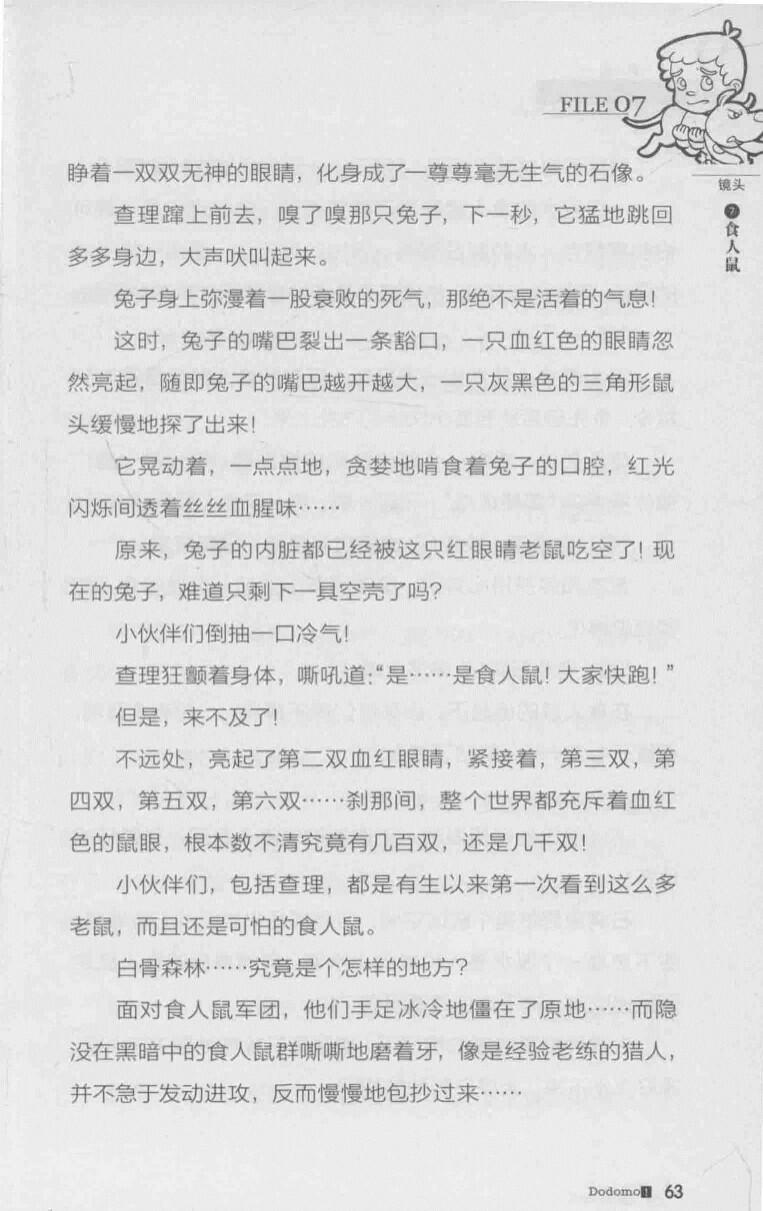 FILE 07
镜头
7 食人鼠
睁着一双双无神的眼睛，化身成了一尊尊毫无生气的石像。
查理蹿上前去，嗅了嗅那只兔子，下一秒，它猛地跳回
多多身边，大声吠叫起来。
兔子身上弥漫着一股衰败的死气，那绝不是活着的气息！
这时，兔子的嘴巴裂出一条豁口，一只血红色的眼睛忽
然亮起，随即兔子的嘴巴越开越大，一只灰黑色的三角形鼠
头缓慢地探了出来！
它晃动着，一点点地，贪婪地啃食着兔子的口腔，红光
闪烁间透着丝丝血腥味……
原来，兔子的内脏都已经被这只红眼睛老鼠吃空了！现
在的兔子，难道只剩下一具空壳了吗？
小伙伴们倒抽一口冷气！
查理狂颤着身体，嘶吼道：“是……是食人鼠！大家快跑！”
但是，来不及了！
不远处，亮起了第二双血红眼睛，紧接着，第三双，第
四双，第五双，第六双……刹那间，整个世界都充斥着血红
色的鼠眼，根本数不清究竟有几百双，还是几千双！
小伙伴们，包括查理，都是有生以来第一次看到这么多
老鼠，而且还是可怕的食人鼠。
白骨森林……究竟是个怎样的地方？
面对食人鼠军团，他们手足冰冷地僵在了原地……而隐
没在黑暗中的食人鼠群嘶嘶地磨着牙，像是经验老练的猎人，
并不急于发动进攻，反而慢慢地包抄过来……
Dodomo 1 63